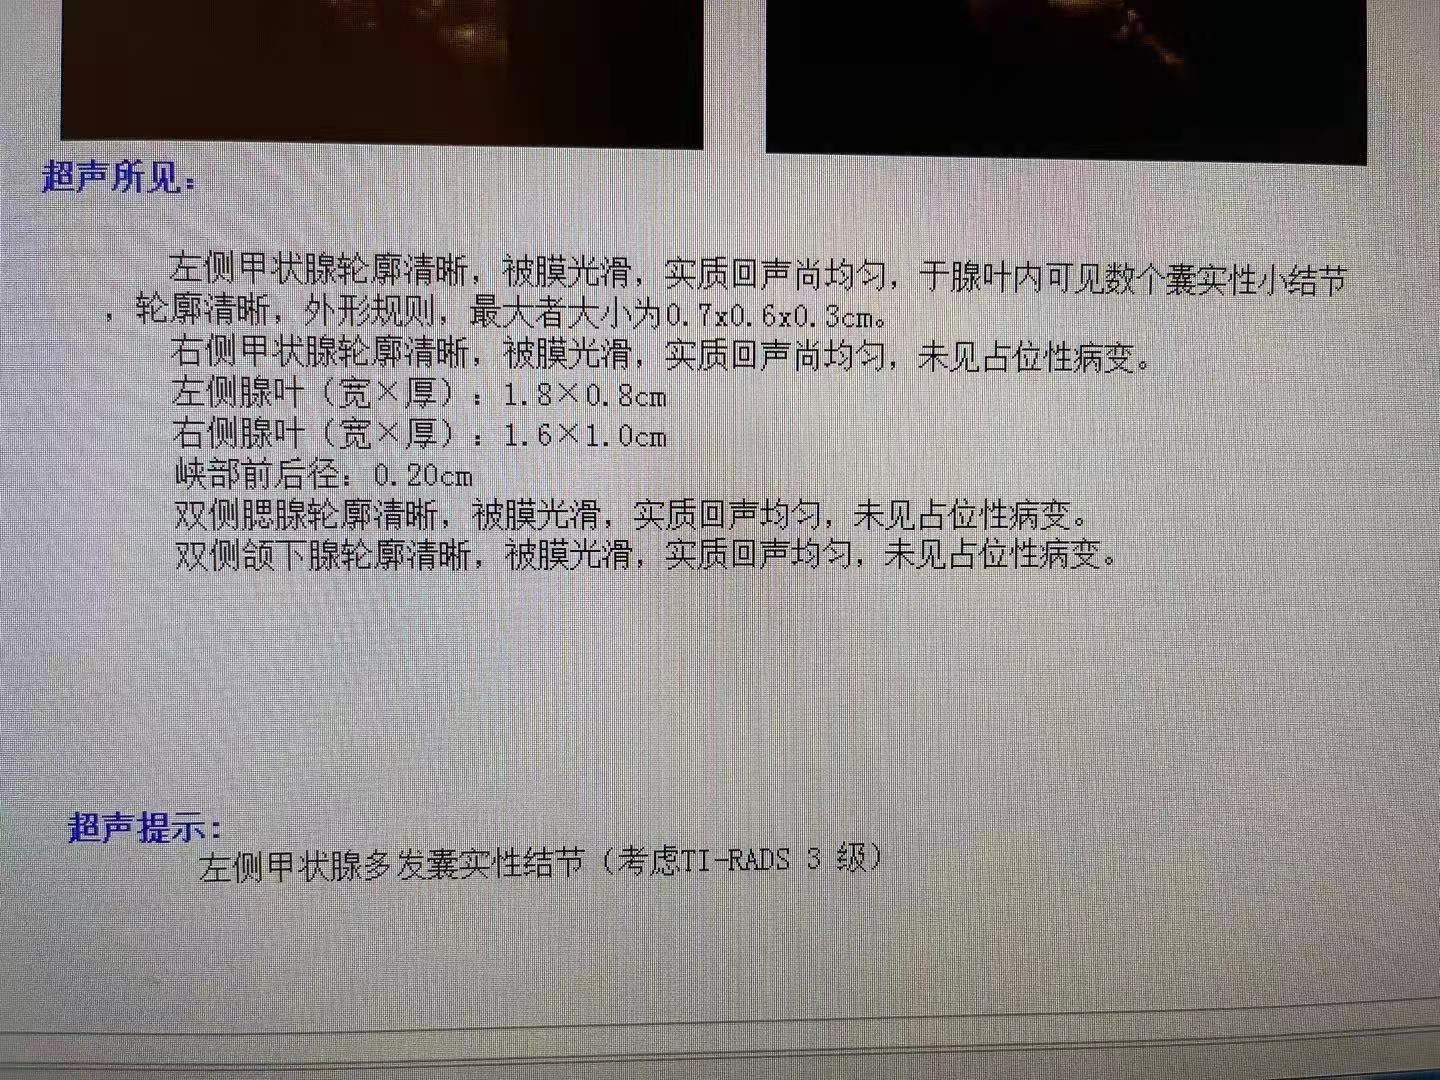 超声所见：
左侧甲状腺轮廓清晰，被膜光滑，实质回声尚均匀，于腺叶内可见数个囊实性小结节
，轮廓清晰，外形规则，最大者大小为0.7x0.6x0.3cm。
右侧甲状腺轮廓清晰，被膜光滑，实质回声尚均匀，未见占位性病变。
左侧腺叶（宽×厚）：1.8×0.8cm
右侧腺叶（宽×厚）：1.6×1.0cm
峡部前后径：0.20cm
双侧腮腺轮廓清晰，被膜光滑，实质回声均匀，未见占位性病变。
双侧颌下腺轮廓清晰，被膜光滑，实质回声均匀，未见占位性病变。
超声提示：
左侧甲状腺多发囊实性结节（考虑TI-RADS 3 级）